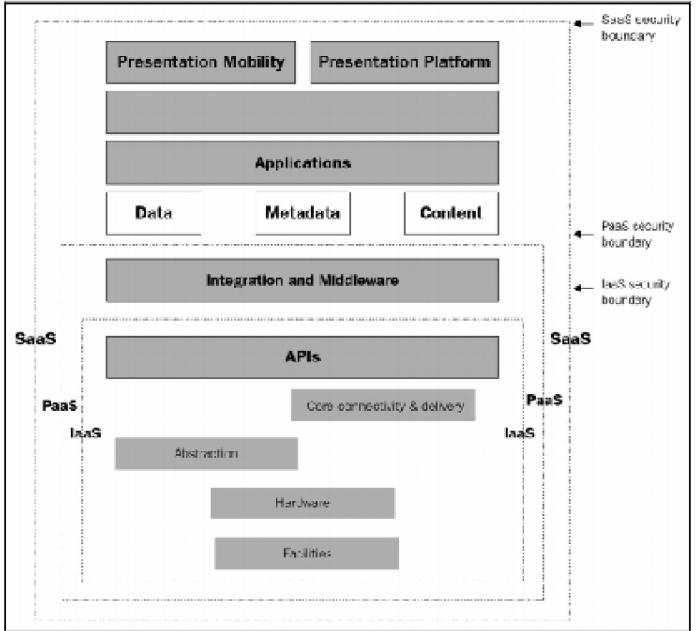 SaaS security
boundary
Presentation Mobility
Presentation Platform
Applications
Data
Metadata
Content
PaaS security
boundary
Integration and Middleware
IaaS security
boundary
SaaS
SaaS
APIs
PaaS
Core connectivity & delivery
PaaS
IaaS
IaaS
Abstraction
Hardware
Facilities